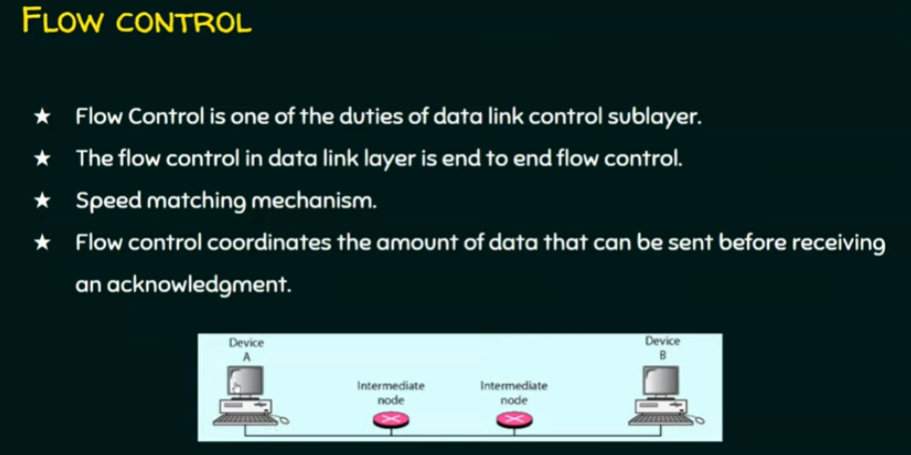 FLOW CONTROL
★ Flow Control is one of the duties of data link control sublayer.
★ The flow control in data link layer is end to end flow control.
★ Speed matching mechanism.
★ Flow control coordinates the amount of data that can be sent before receiving
an acknowledgment.
Device
A
Device
B
Intermediate
node
Intermediate
node